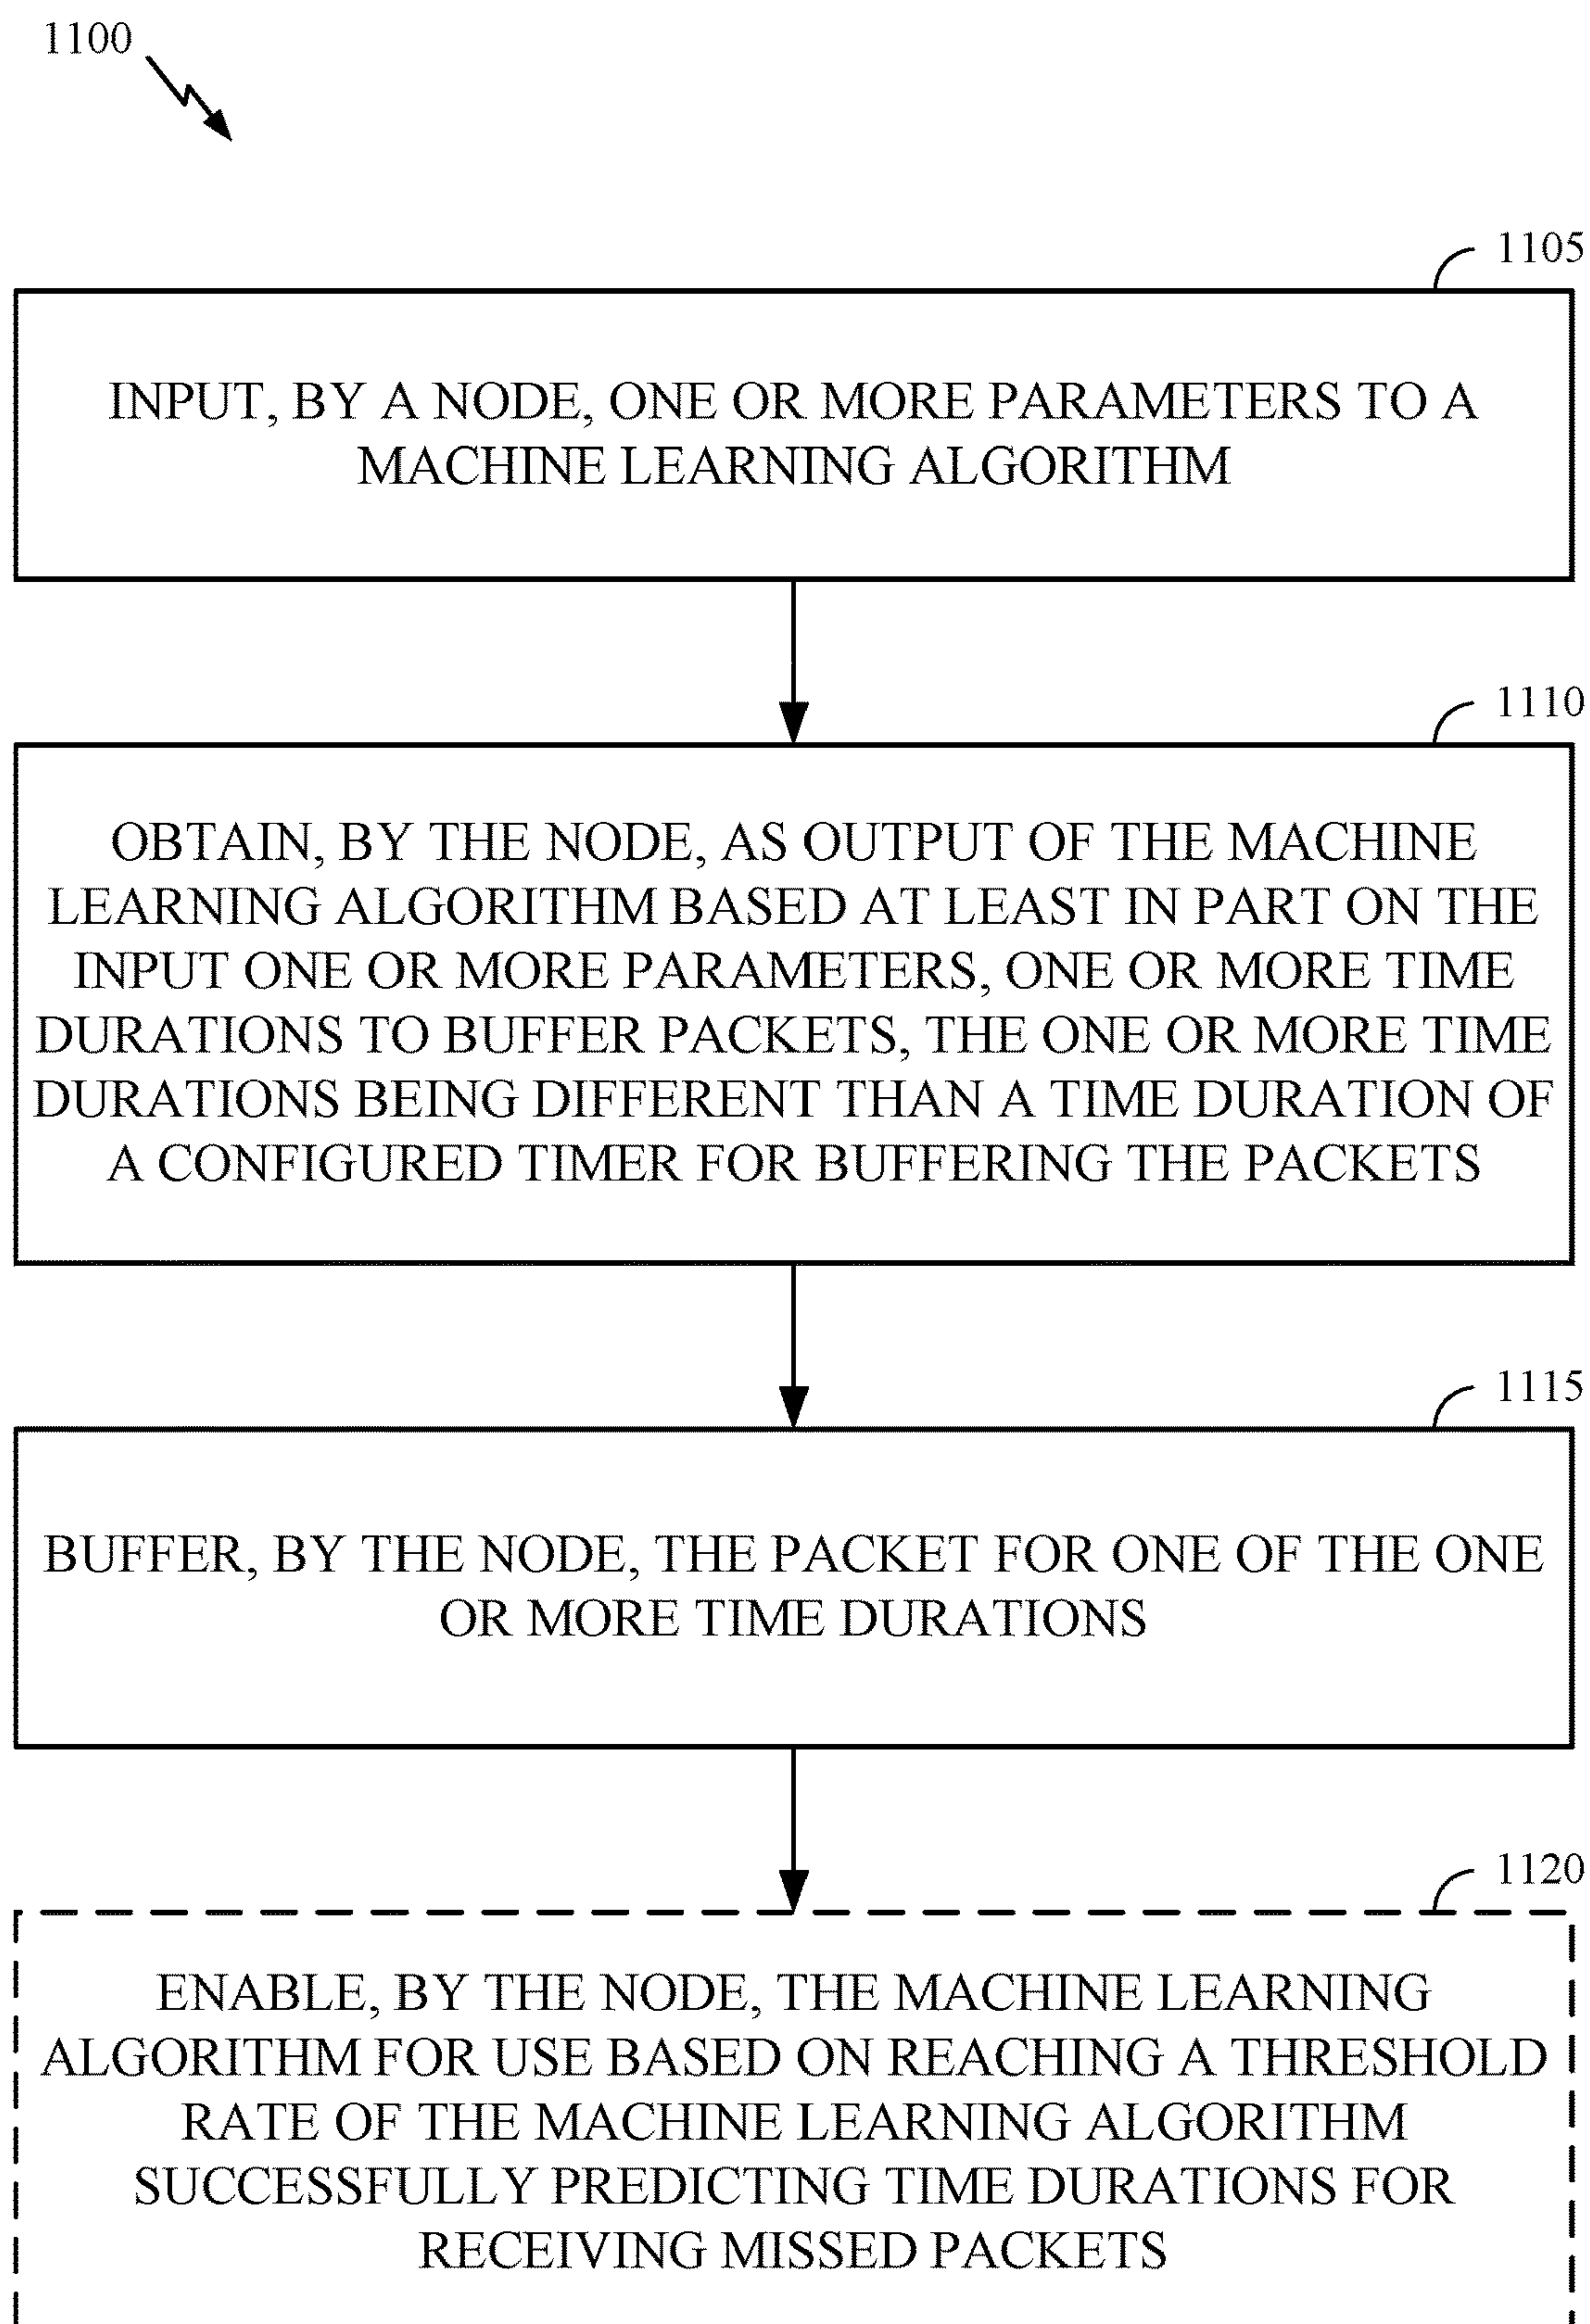 1100
1105
INPUT, BY A NODE, ONE OR MORE PARAMETERS TO A
MACHINE LEARNING ALGORITHM
1110
OBTAIN, BY THE NODE, AS OUTPUT OF THE MACHINE
LEARNING ALGORITHM BASED AT LEAST IN PART ON THE
INPUT ONE OR MORE PARAMETERS, ONE OR MORE TIME
DURATIONS TO BUFFER PACKETS, THE ONE OR MORE TIME
DURATIONS BEING DIFFERENT THAN A TIME DURATION OF
A CONFIGURED TIMER FOR BUFFERING THE PACKETS
1115
BUFFER, BY THE NODE, THE PACKET FOR ONE OF THE ONE
OR MORE TIME DURATIONS
1120
ENABLE, BY THE NODE, THE MACHINE LEARNING
ALGORITHM FOR USE BASED ON REACHING A THRESHOLD
RATE OF THE MACHINE LEARNING ALGORITHM
SUCCESSFULLY PREDICTING TIME DURATIONS FOR
RECEIVING MISSED PACKETS